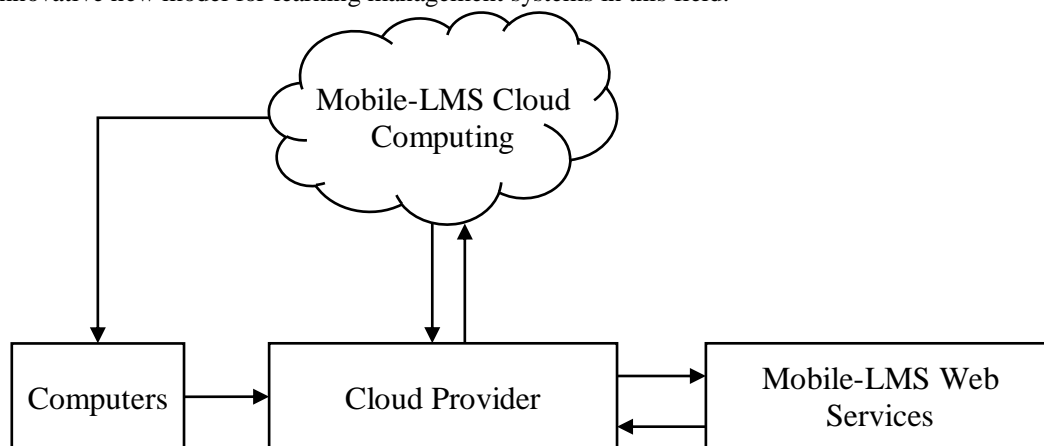 novative new model for learning management systems in this field.
Mobile-LMS Cloud
Computing
Computers
Cloud Provider
Mobile-LMS Web
Services